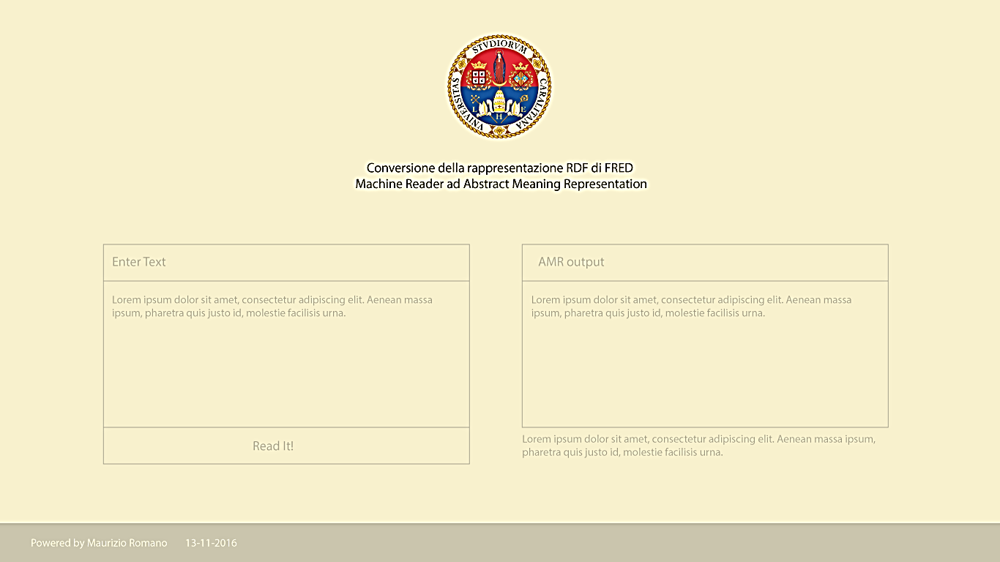 STVDIORVM
VNIVERSITAS
CARALITANA
L
E
H
Conversione della rappresentazione RDF di FRED
Machine Reader ad Abstract Meaning Representation
Enter Text
Lorem ipsum dolor sit amet, consectetur adipiscing elit. Aenean massa
ipsum, pharetra quis justo id, molestie facilisis urna.
Read It!
AMR output
Lorem ipsum dolor sit amet, consectetur adipiscing elit. Aenean massa
ipsum, pharetra quis justo id, molestie facilisis urna.
Lorem ipsum dolor sit amet, consectetur adipiscing elit. Aenean massa ipsum,
pharetra quis justo id, molestie facilisis urna.
Powered by Maurizio Romano 13-11-2016